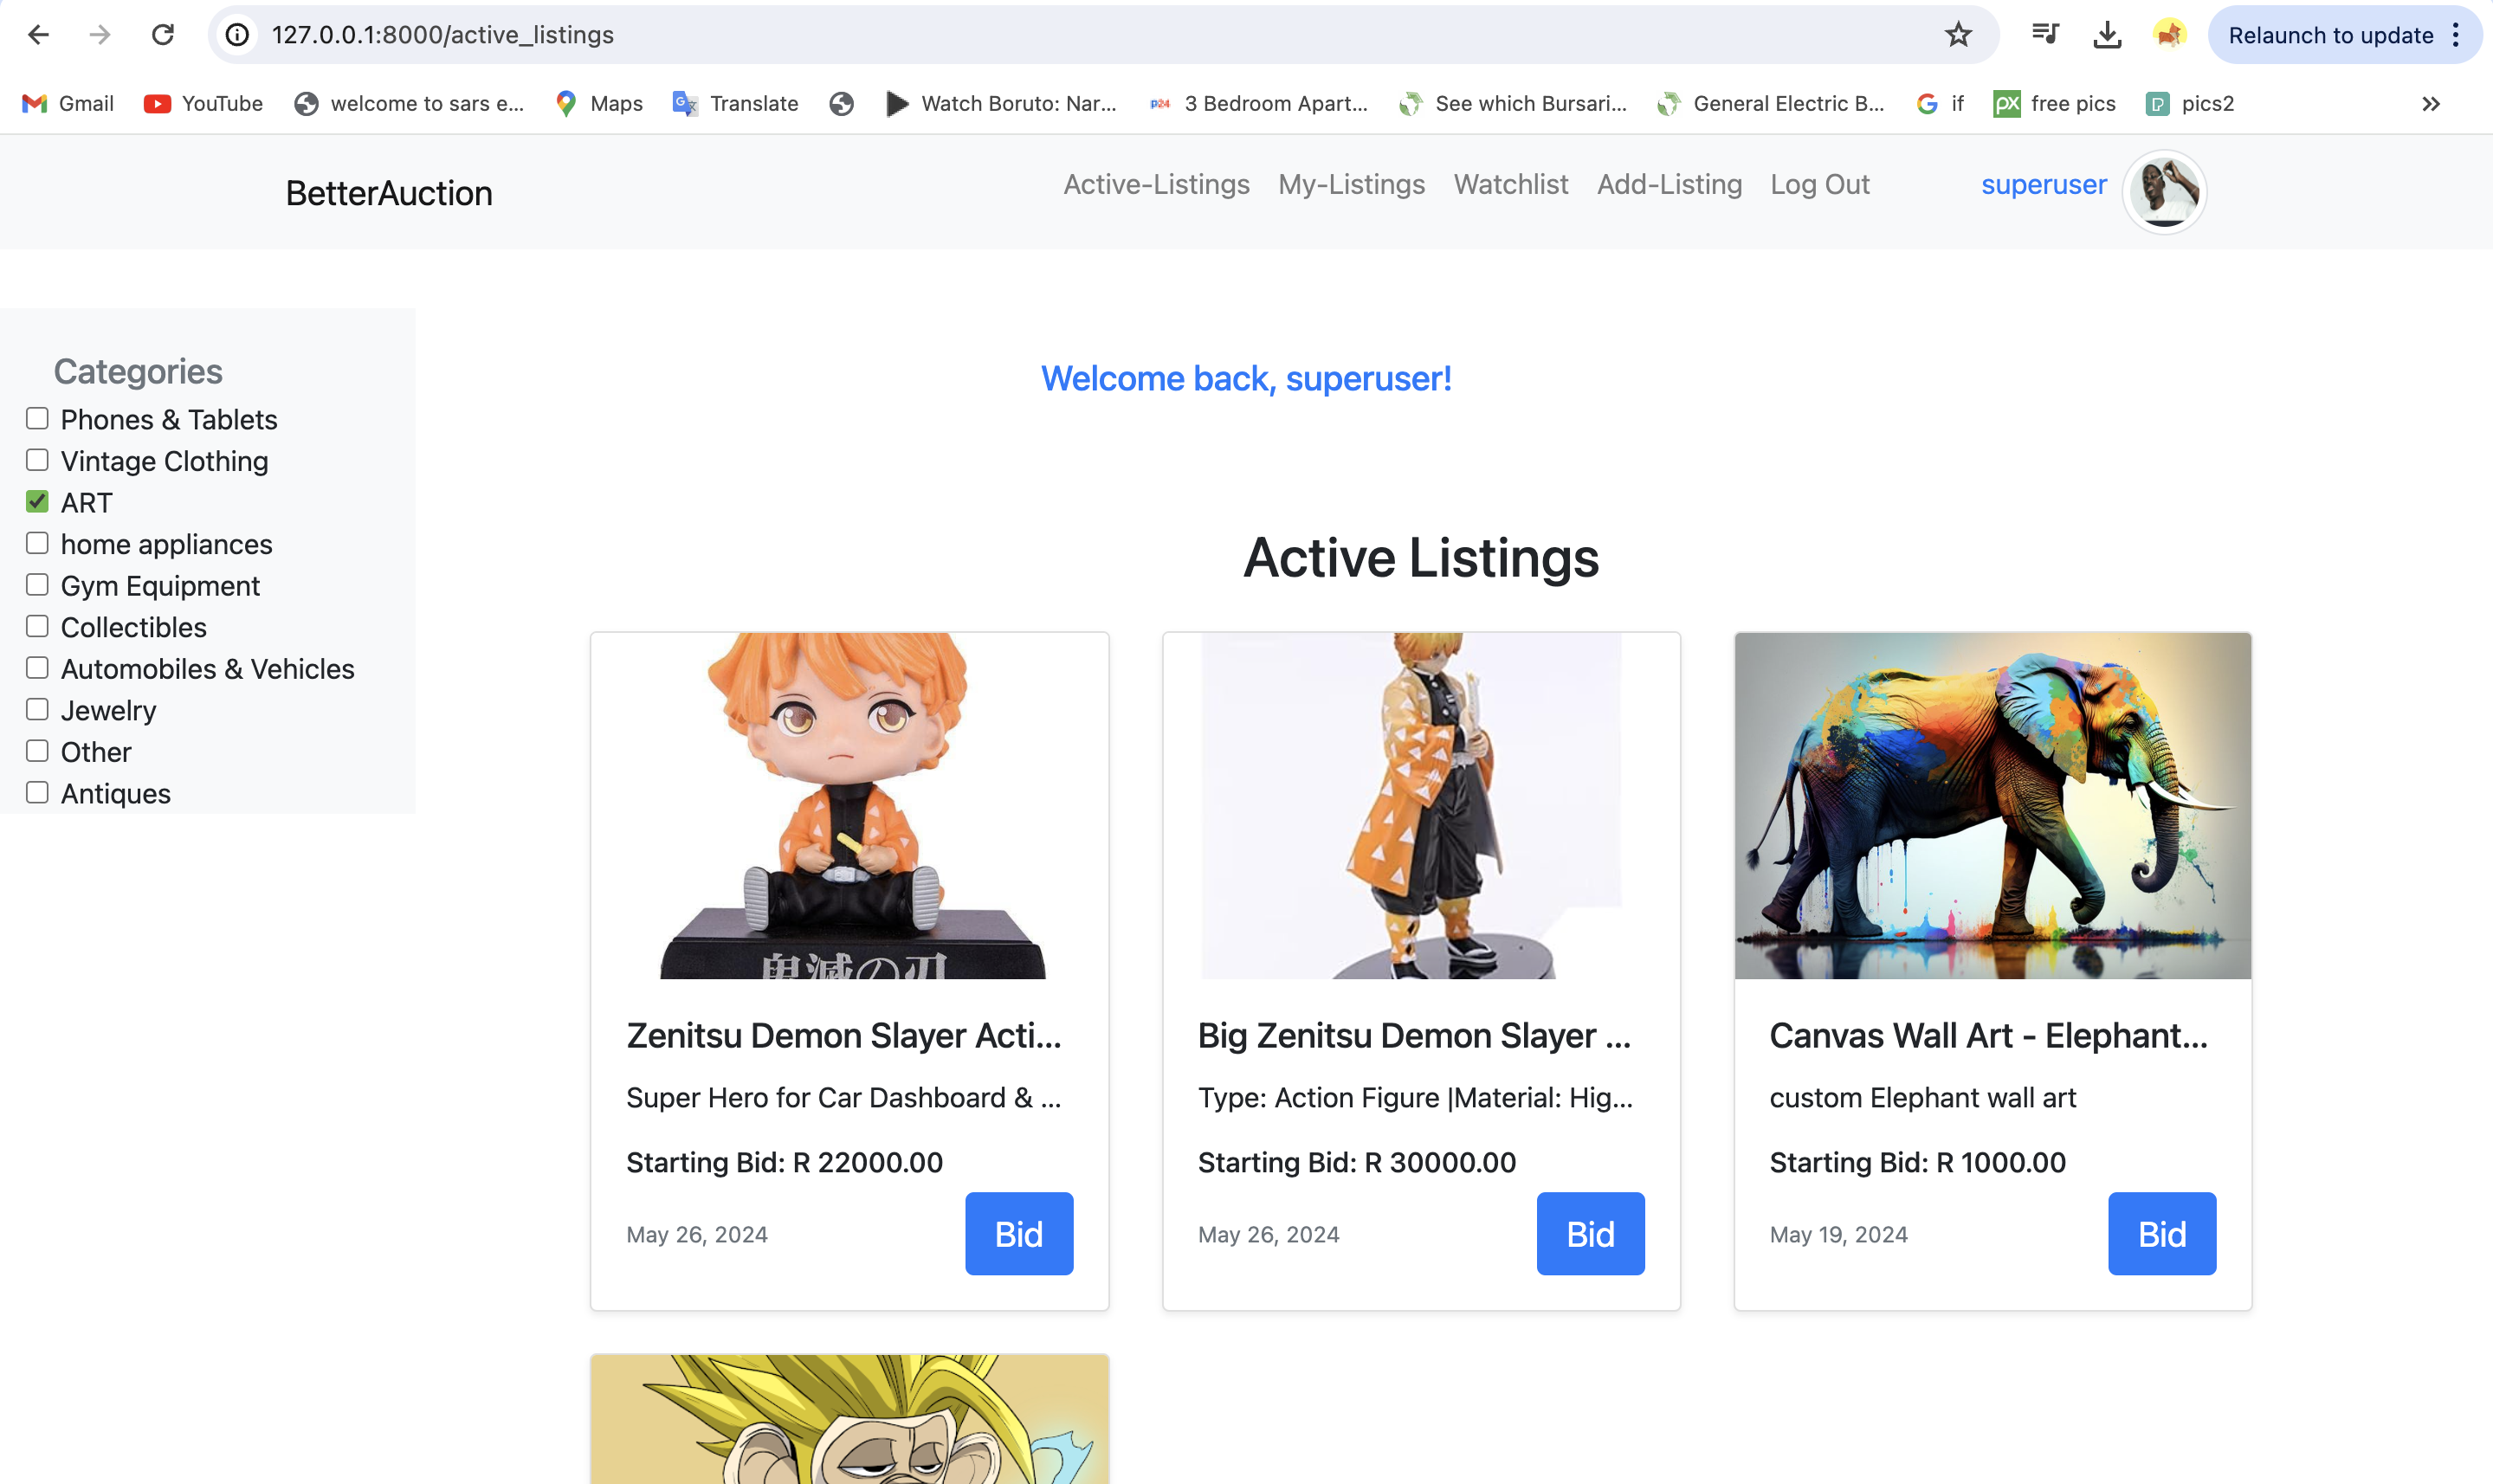 127.0.0.1:8000/active_listings
Relaunch to update
Gmail YouTube welcome to sars e... Maps Translate Watch Boruto: Nar... 3 Bedroom Apart... See which Bursari... General Electric B... if free pics pics2
BetterAuction
Active-Listings My-Listings Watchlist Add-Listing Log Out superuser
Categories
Phones & Tablets
Vintage Clothing
ART
home appliances
Gym Equipment
Collectibles
Automobiles & Vehicles
Jewelry
Other
Antiques
Welcome back, superuser!
Active Listings
鬼滅の刃
Zenitsu Demon Slayer Acti...
Super Hero for Car Dashboard & ...
Starting Bid: R 22000.00
May 26, 2024 Bid
Big Zenitsu Demon Slayer ...
Type: Action Figure |Material: Hig...
Starting Bid: R 30000.00
May 26, 2024 Bid
Canvas Wall Art - Elephant...
custom Elephant wall art
Starting Bid: R 1000.00
May 19, 2024 Bid